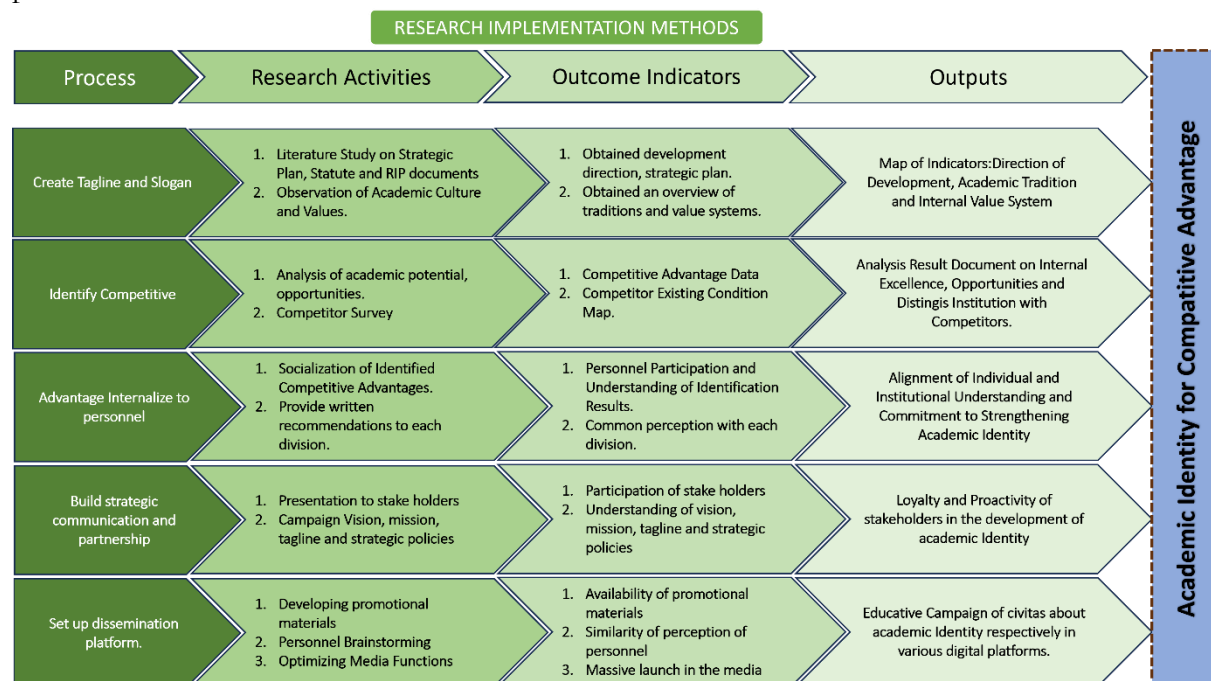 RESEARCH IMPLEMENTATION METHODS
Process
Research Activities
Outcome Indicators
Outputs
Create Tagline and Slogan
1. Literature Study on Strategic
Plan, Statute and RIP documents
2. Observation of Academic Culture
and Values.
1. Obtained development
direction, strategic plan.
2. Obtained an overview of
traditions and value systems.
Map of Indicators:Direction of
Development, Academic Tradition
and Internal Value System
Identify Competitive
1. Analysis of academic potential,
opportunities.
2. Competitor Survey
1. Competitive Advantage Data
2. Competitor Existing Condition
Map.
Analysis Result Document on Internal
Excellence, Opportunities and
Distingis Institution with
Competitors.
Advantage Internalize to
personnel
1. Socialization of Identified
Competitive Advantages.
2. Provide written
recommendations to each
division.
1. Personnel Participation and
Understanding of Identification
Results.
2. Common perception with each
division.
Alignment of Individual and
Institutional Understanding and
Commitment to Strengthening
Academic Identity
Build strategic
communication and
partnership
1. Presentation to stake holders
2. Campaign Vision, mission,
tagline and strategic policies
1. Participation of stake holders
2. Understanding of vision,
mission, tagline and strategic
policies
Loyalty and Proactivity of
stakeholders in the development of
academic Identity
Set up dissemination
platform.
1. Developing promotional
materials
2. Personnel Brainstorming
3. Optimizing Media Functions
1. Availability of promotional
materials
2. Similarity of perception of
personnel
3. Massive launch in the media
Educative Campaign of civitas about
academic Identity respectively in
various digital platforms.
Academic Identity for Compatitive Advantage